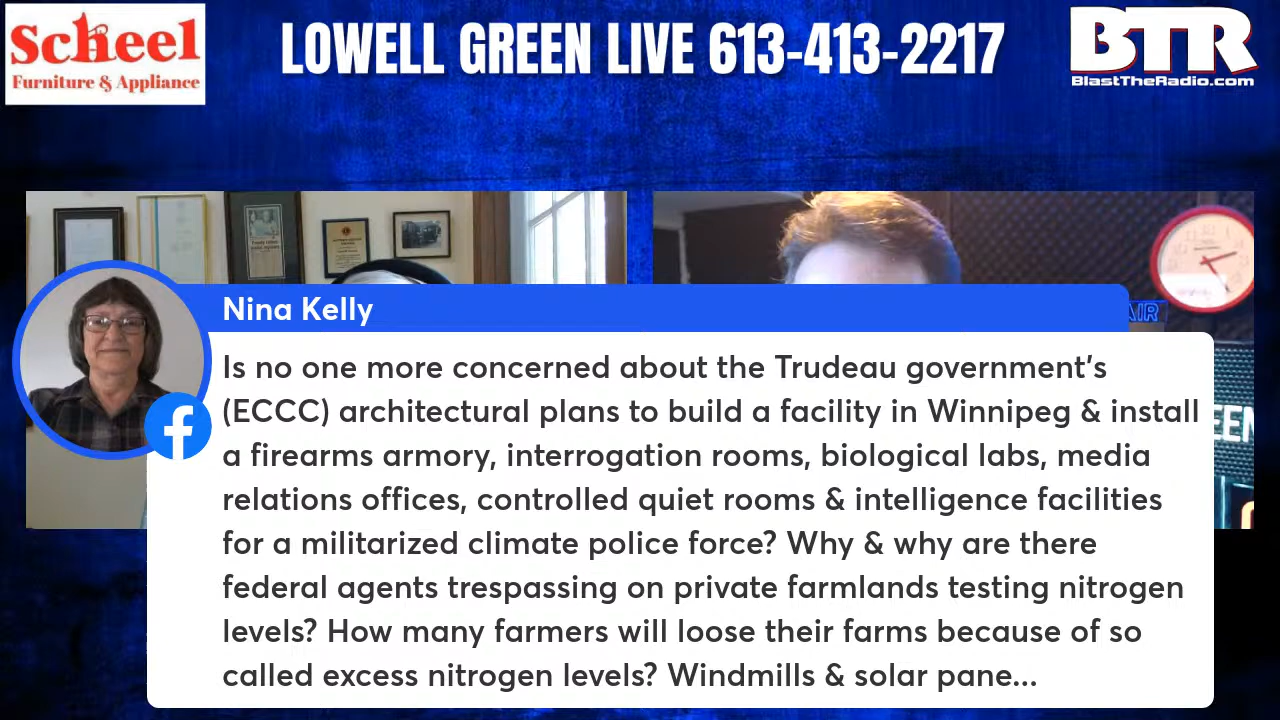 Scheel
Furniture & Appliance
LOWELL GREEN LIVE 613-413-2217
BTR
BlastTheRadio.com
AIR
Nina Kelly
Is no one more concerned about the Trudeau government's
(ECCC) architectural plans to build a facility in Winnipeg & install
a firearms armory, interrogation rooms, biological labs, media
relations offices, controlled quiet rooms & intelligence facilities
for a militarized climate police force? Why & why are there
federal agents trespassing on private farmlands testing nitrogen
levels? How many farmers will loose their farms because of so
called excess nitrogen levels? Windmills & solar pane...